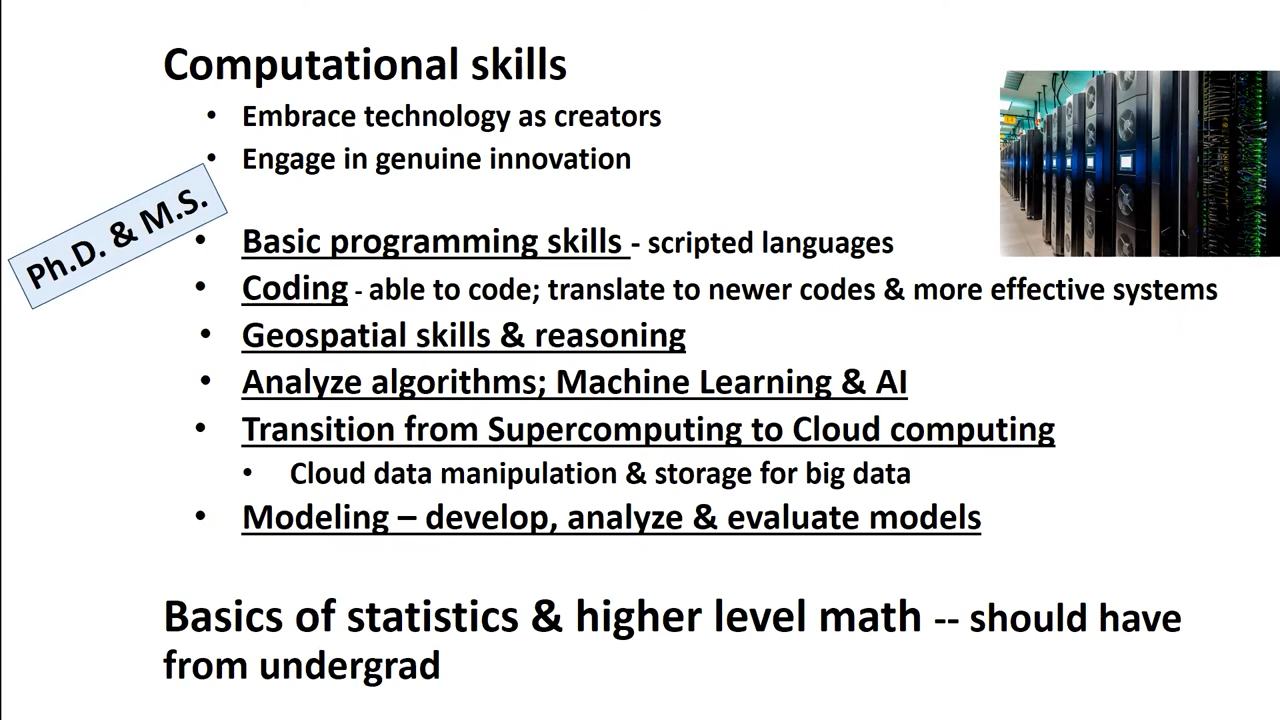 Computational skills
• Embrace technology as creators
• Engage in genuine innovation
Ph.D. & M.S.
• Basic programming skills - scripted languages
• Coding - able to code; translate to newer codes & more effective systems
• Geospatial skills & reasoning
• Analyze algorithms; Machine Learning & AI
• Transition from Supercomputing to Cloud computing
• Cloud data manipulation & storage for big data
• Modeling – develop, analyze & evaluate models
Basics of statistics & higher level math -- should have
from undergrad